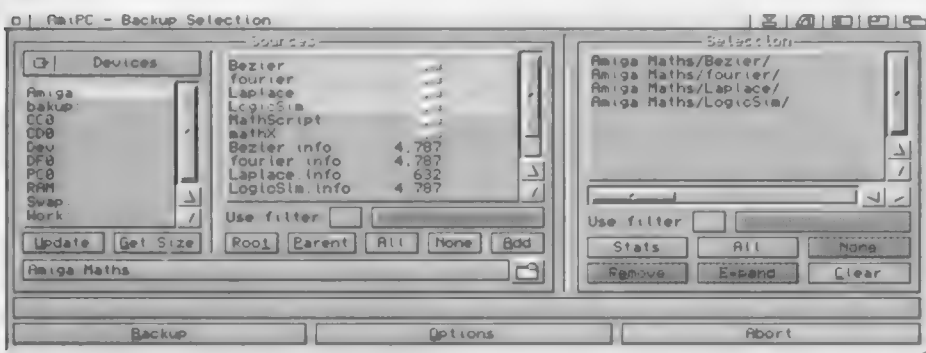 AmiPC - Backup Selection
Sources
Devices
Amiga
bakup
CC0
CD0
Dev
DF0
PC0
RAM
Swap
Work
Update
Get Size
Bezier
fourier
Laplace
LogicSim
MathScript
mathX
Bezier.info 4,787
fourier.info 4,787
Laplace.info 632
LogicSim.info 4,787
Use filter
Root
Parent
All
None
Add
Amiga Maths
Selection
Amiga Maths/Bezier/
Amiga Maths/fourier/
Amiga Maths/Laplace/
Amiga Maths/LogicSim/
Use filter
Stats
All
None
Remove
Expand
Clear
Backup
Options
Abort